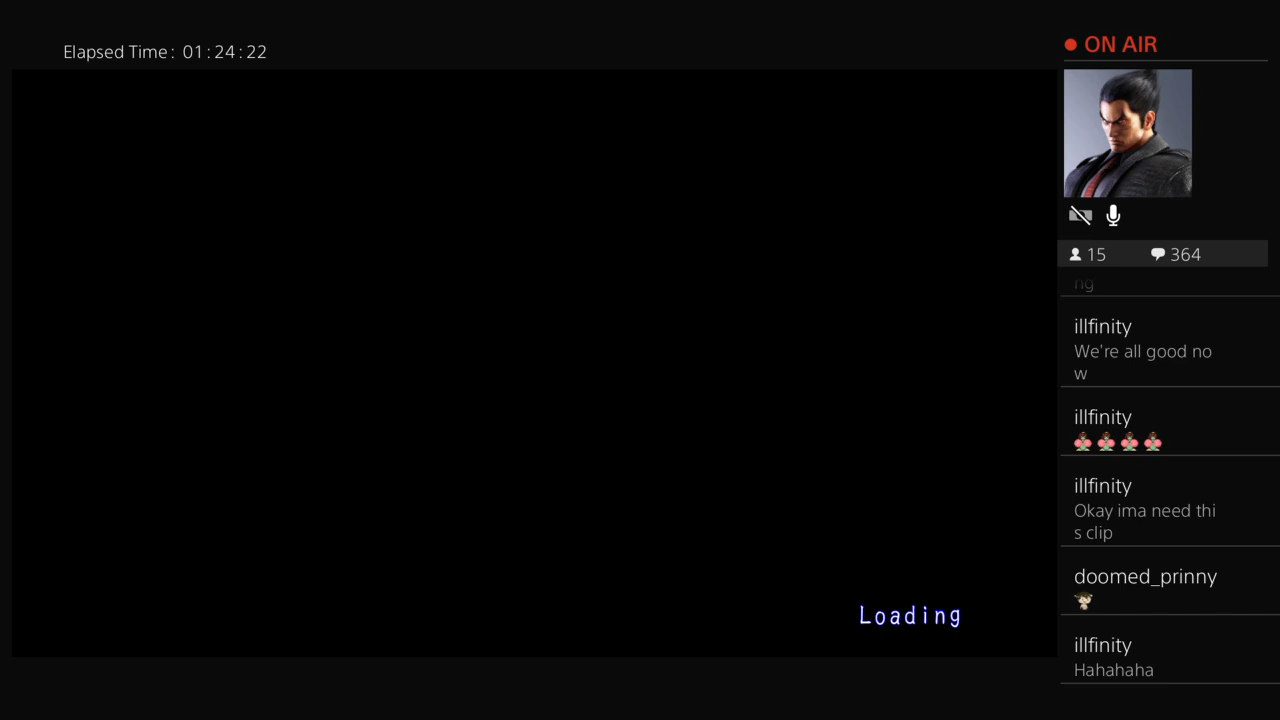 Elapsed Time: 01:24:22
ON AIR
15 364
ng
illfinity
We're all good no
w
illfinity
illfinity
Okay ima need thi
s clip
doomed_prinny
illfinity
Hahahaha
Loading